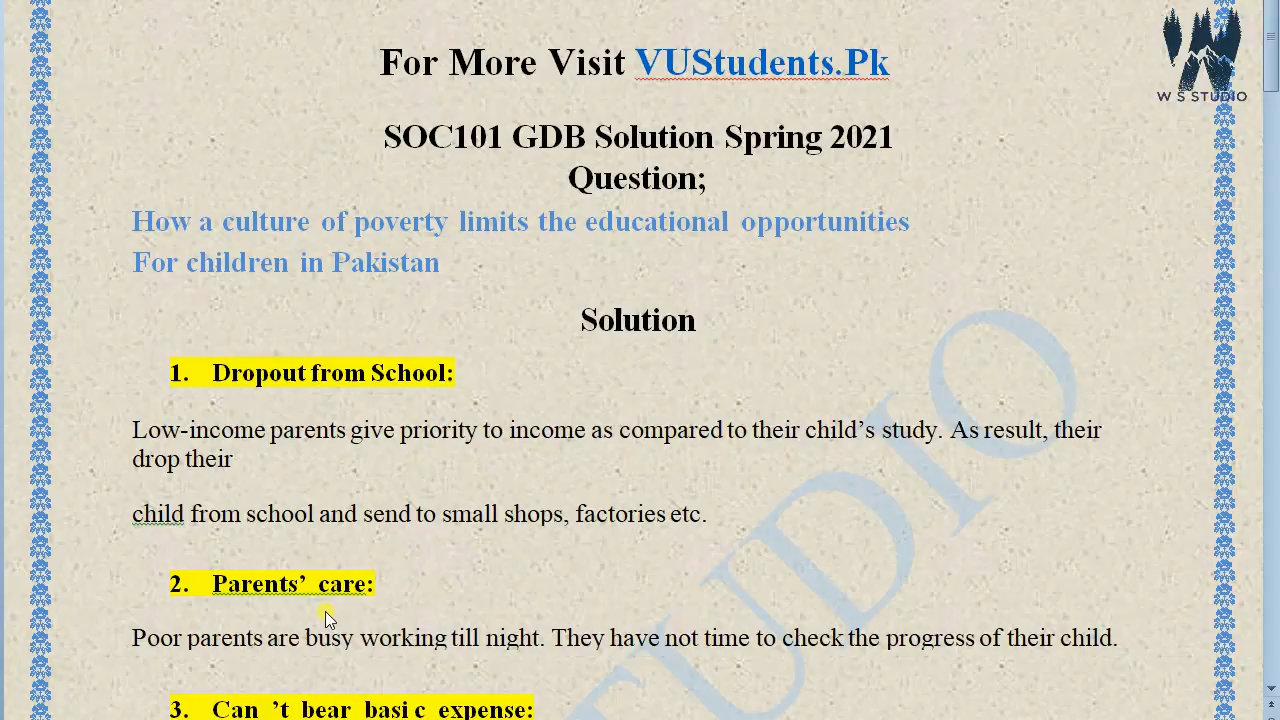 For More Visit VUStudents.Pk
W S STUDIO
SOC101 GDB Solution Spring 2021
Question;
How a culture of poverty limits the educational opportunities
For children in Pakistan
Solution
1. Dropout from School:
Low-income parents give priority to income as compared to their child’s study. As result, their
drop their
child from school and send to small shops, factories etc.
2. Parents’ care:
Poor parents are busy working till night. They have not time to check the progress of their child.
3. Can ’t bear basi c expense:
TUDIO